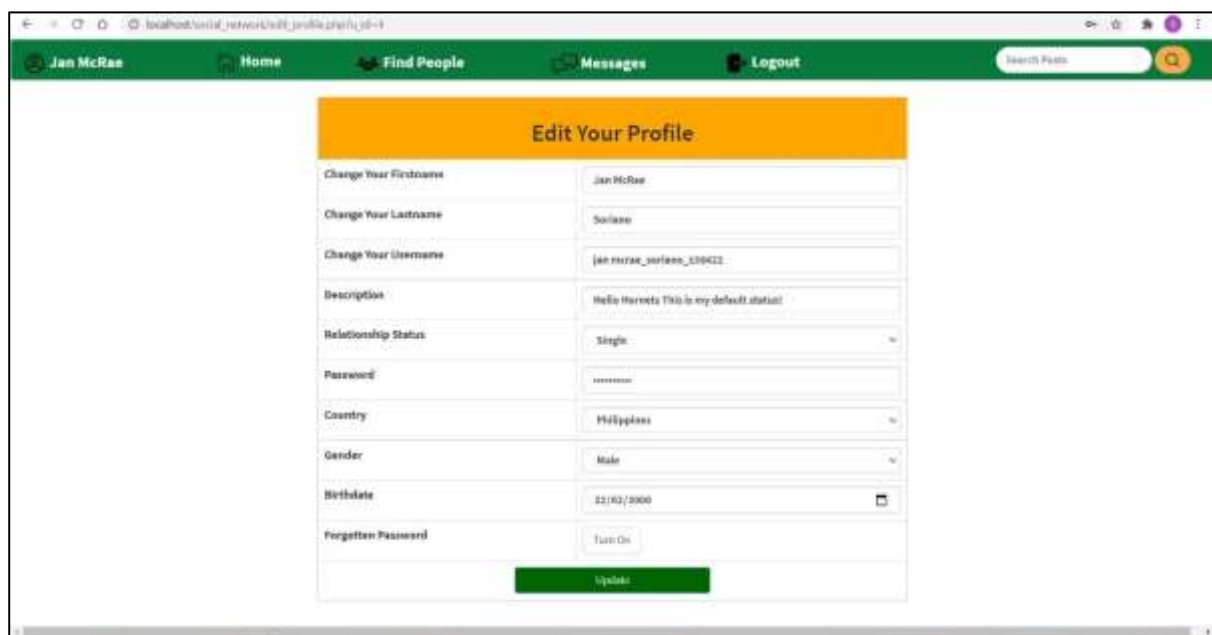 localhost/social_network/edit_profile.php?u_id=4
Jan McRae Home Find People Messages Logout Search Posts
Edit Your Profile
Change Your Firstname Jan McRae
Change Your Lastname Soriano
Change Your Username jan mcrae_soriano_
Description Hello Hornets This is my default status!
Relationship Status Single
Password
Country Philippines
Gender Male
Birthdate
Forgotten Password Turn On
Update